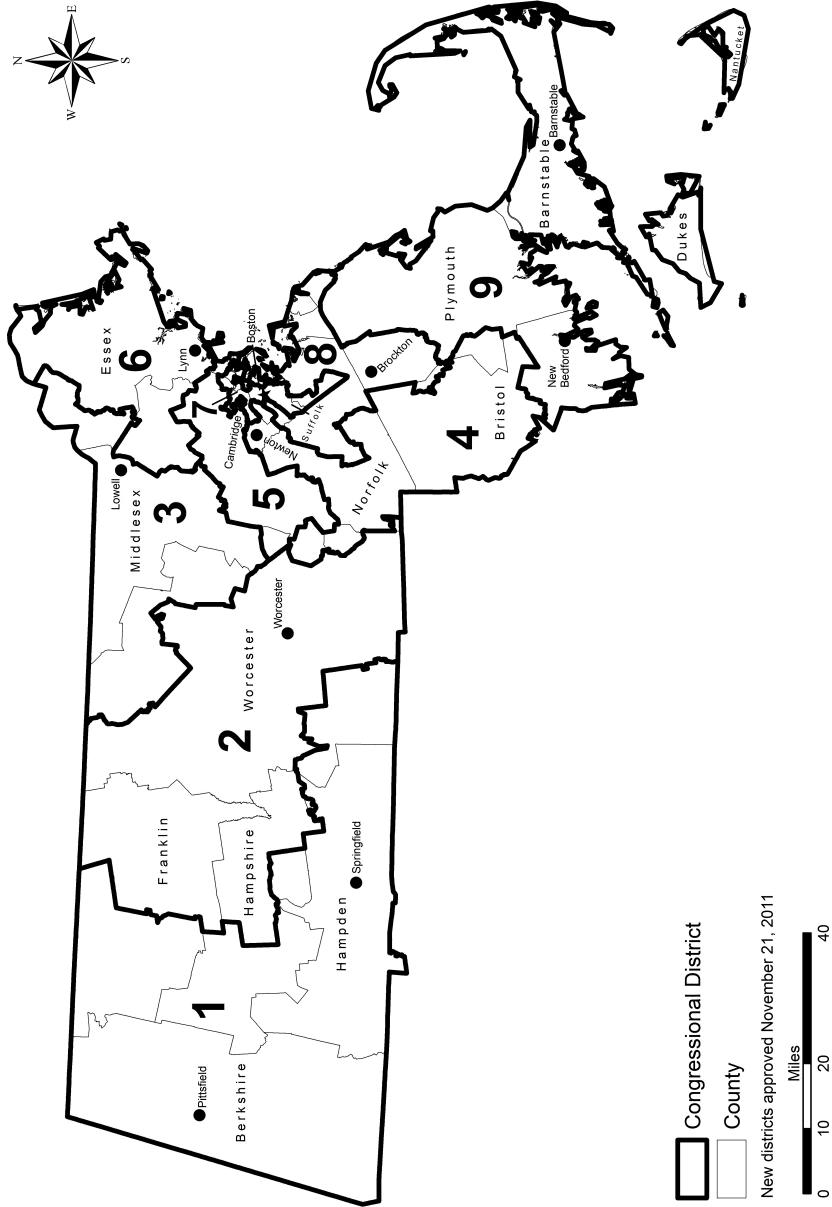 N
E
S
W
Essex
6
Lynn
Lowell
Middlesex
3
7
Boston
Cambridge
Newton
Suffolk
8
5
Norfolk
Brockton
Plymouth
9
4
Bristol
New
Bedford
Barnstable
Barnstable
Dukes
Nantucket
Worcester
Worcester
2
Franklin
Hampshire
Springfield
Hampden
1
Pittsfield
Berkshire
Congressional District
County
New districts approved November 21, 2011
Miles
0 10 20 40